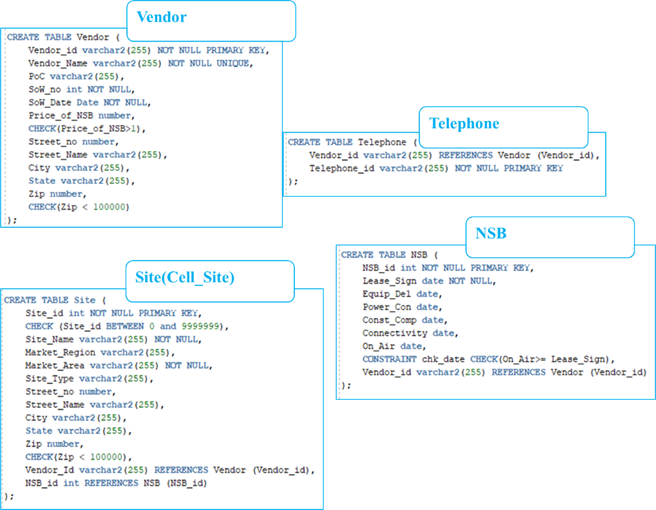 Vendor
CREATE TABLE Vendor (
Vendor_id varchar2(255) NOT NULL PRIMARY KEY,
Vendor_Name varchar2(255) NOT NULL UNIQUE,
PoC varchar2(255),
SoW_no int NOT NULL,
SoW_Date Date NOT NULL,
Price_of_NSB number,
CHECK(Price_of_NSB>1),
Street_no number,
Street_Name varchar2(255),
City varchar2(255),
State varchar2(255),
Zip number,
CHECK(Zip < 100000)
);
Telephone
CREATE TABLE Telephone (
Vendor_id varchar2(255) REFERENCES Vendor (Vendor_id),
Telephone_id varchar2(255) NOT NULL PRIMARY KEY
);
NSB
CREATE TABLE NSB (
NSB_id int NOT NULL PRIMARY KEY,
Lease_Sign date NOT NULL,
Equip_Del date,
Power_Con date,
Const_Comp date,
Connectivity date,
On_Air date,
CONSTRAINT chk_date CHECK(On_Air>= Lease_Sign),
Vendor_id varchar2(255) REFERENCES Vendor (Vendor_id)
);
Site(Cell_Site)
CREATE TABLE Site (
Site_id int NOT NULL PRIMARY KEY,
CHECK (Site_id BETWEEN 0 and 9999999),
Site_Name varchar2(255) NOT NULL,
Market_Region varchar2(255),
Market_Area varchar2(255) NOT NULL,
Site_Type varchar2(255),
Street_no number,
Street_Name varchar2(255),
City varchar2(255),
State varchar2(255),
Zip number,
CHECK(Zip < 100000),
Vendor_Id varchar2(255) REFERENCES Vendor (Vendor_id),
NSB_id int REFERENCES NSB (NSB_id)
);